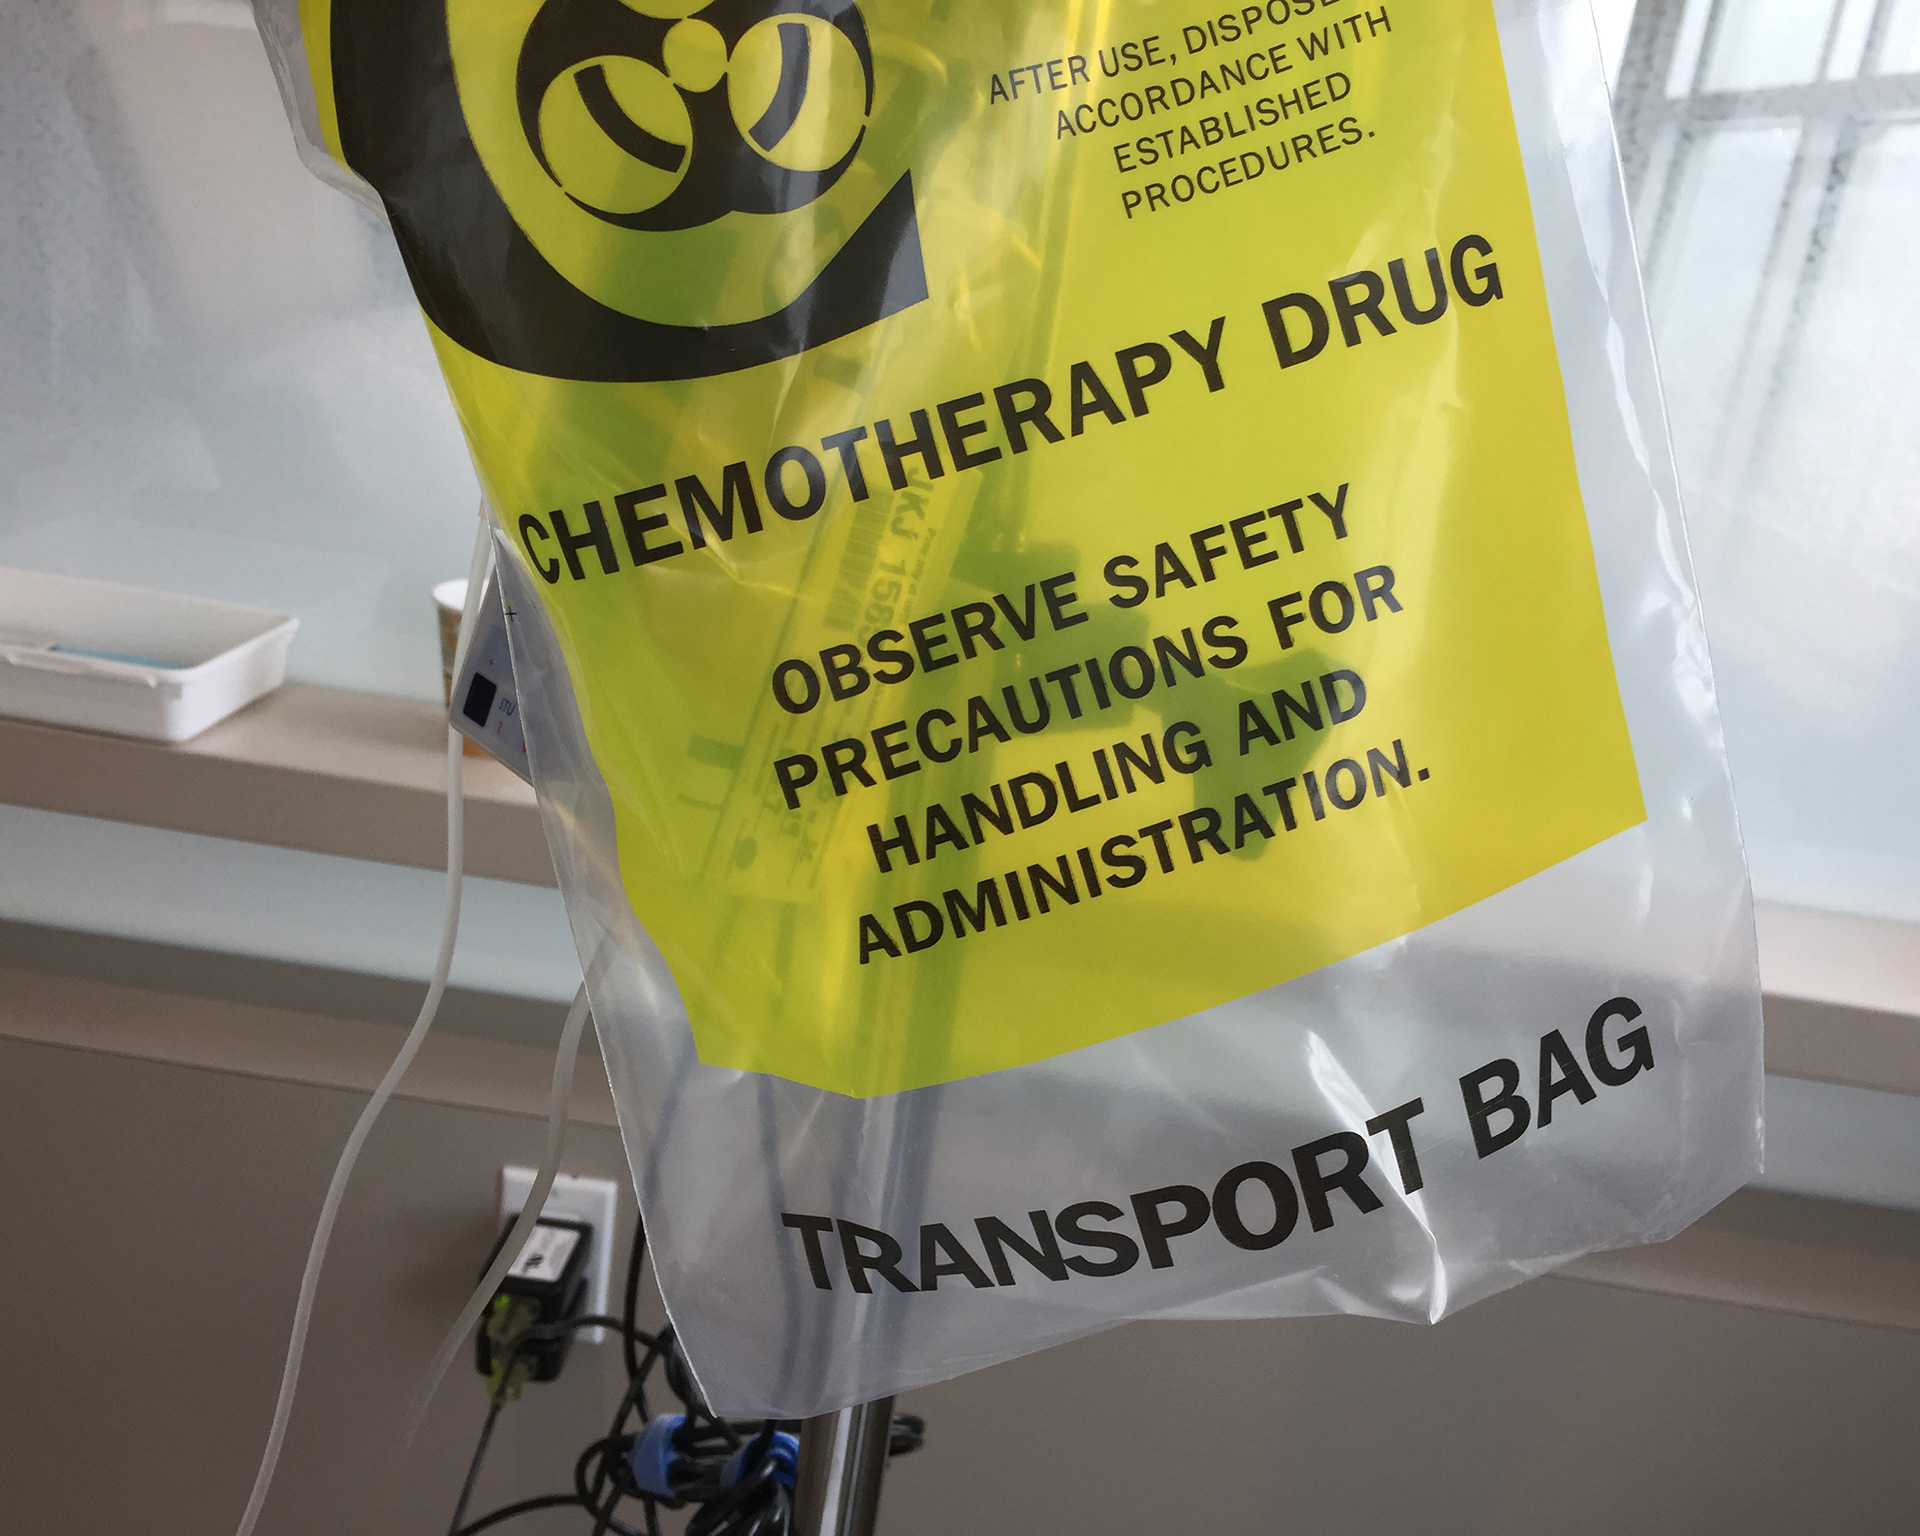 AFTER USE, DISPOSE
ACCORDANCE WITH
ESTABLISHED
PROCEDURES.
CHEMOTHERAPY DRUG
OBSERVE SAFETY
PRECAUTIONS FOR
HANDLING AND
ADMINISTRATION.
TRANSPORT BAG